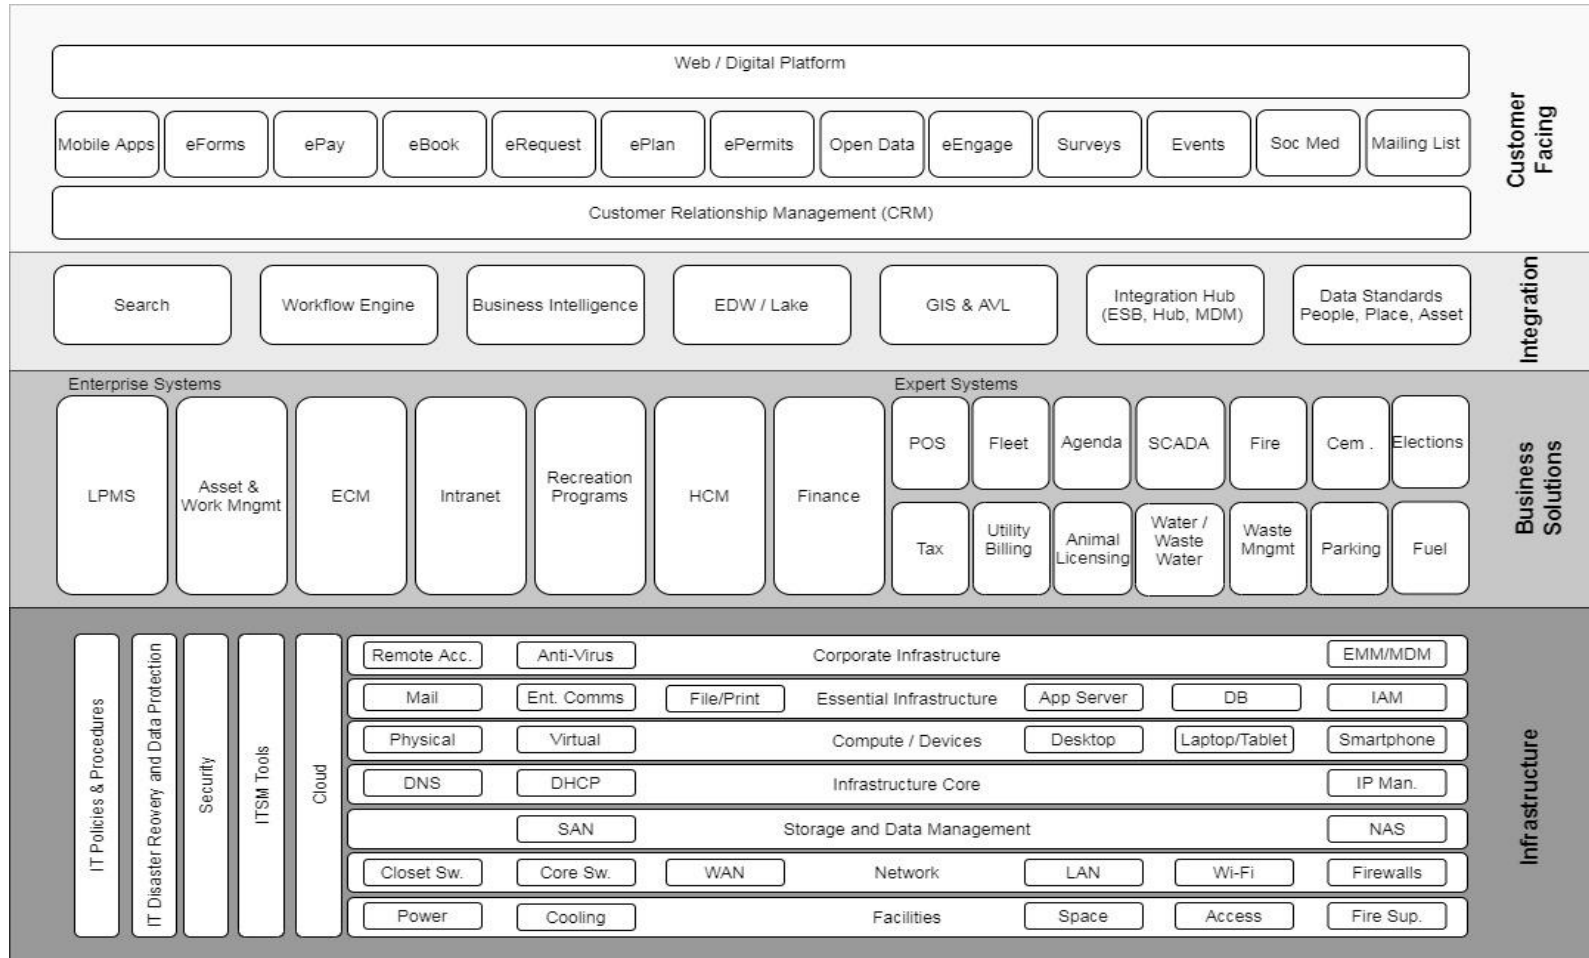 Web / Digital Platform
Mobile Apps
eForms
ePay
eBook
eRequest
ePlan
ePermits
Open Data
eEngage
Surveys
Events
Soc Med
Mailing List
Customer Relationship Management (CRM)
Customer
Facing
Search
Workflow Engine
Business Intelligence
EDW / Lake
GIS & AVL
Integration Hub
(ESB, Hub, MDM)
Data Standards
People, Place, Asset
Integration
Enterprise Systems
LPMS
Asset &
Work Mngmt
ECM
Intranet
Recreation
Programs
HCM
Finance
Expert Systems
POS
Fleet
Agenda
SCADA
Fire
Cem .
Elections
Tax
Utility
Billing
Animal
Licensing
Water /
Waste
Water
Waste
Mngmt
Parking
Fuel
Business
Solutions
IT Policies & Procedures
IT Disaster Reovery and Data Protection
Security
ITSM Tools
Cloud
Remote Acc.
Anti-Virus
Corporate Infrastructure
EMM/MDM
Mail
Ent. Comms
File/Print
Essential Infrastructure
App Server
DB
IAM
Physical
Virtual
Compute / Devices
Desktop
Laptop/Tablet
Smartphone
DNS
DHCP
Infrastructure Core
IP Man.
SAN
Storage and Data Management
NAS
Closet Sw.
Core Sw.
WAN
Network
LAN
Wi-Fi
Firewalls
Power
Cooling
Facilities
Space
Access
Fire Sup.
Infrastructure